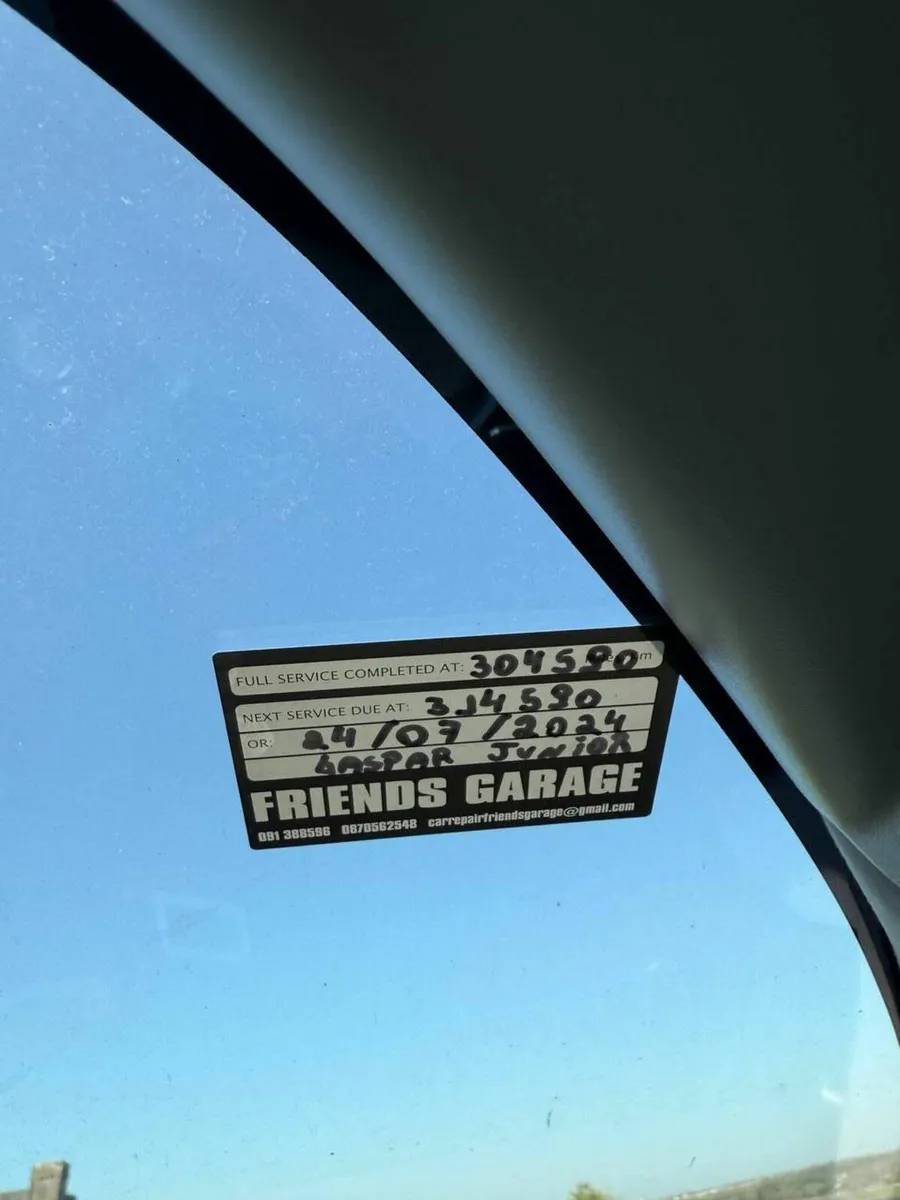 FULL SERVICE COMPLETED AT: 304590
NEXT SERVICE DUE AT: 314590
OR: 24/07/2024
GASPAR JUNIOR
FRIENDS GARAGE
091 388596 0870562548 carrepairfriendsgarage@gmail.com